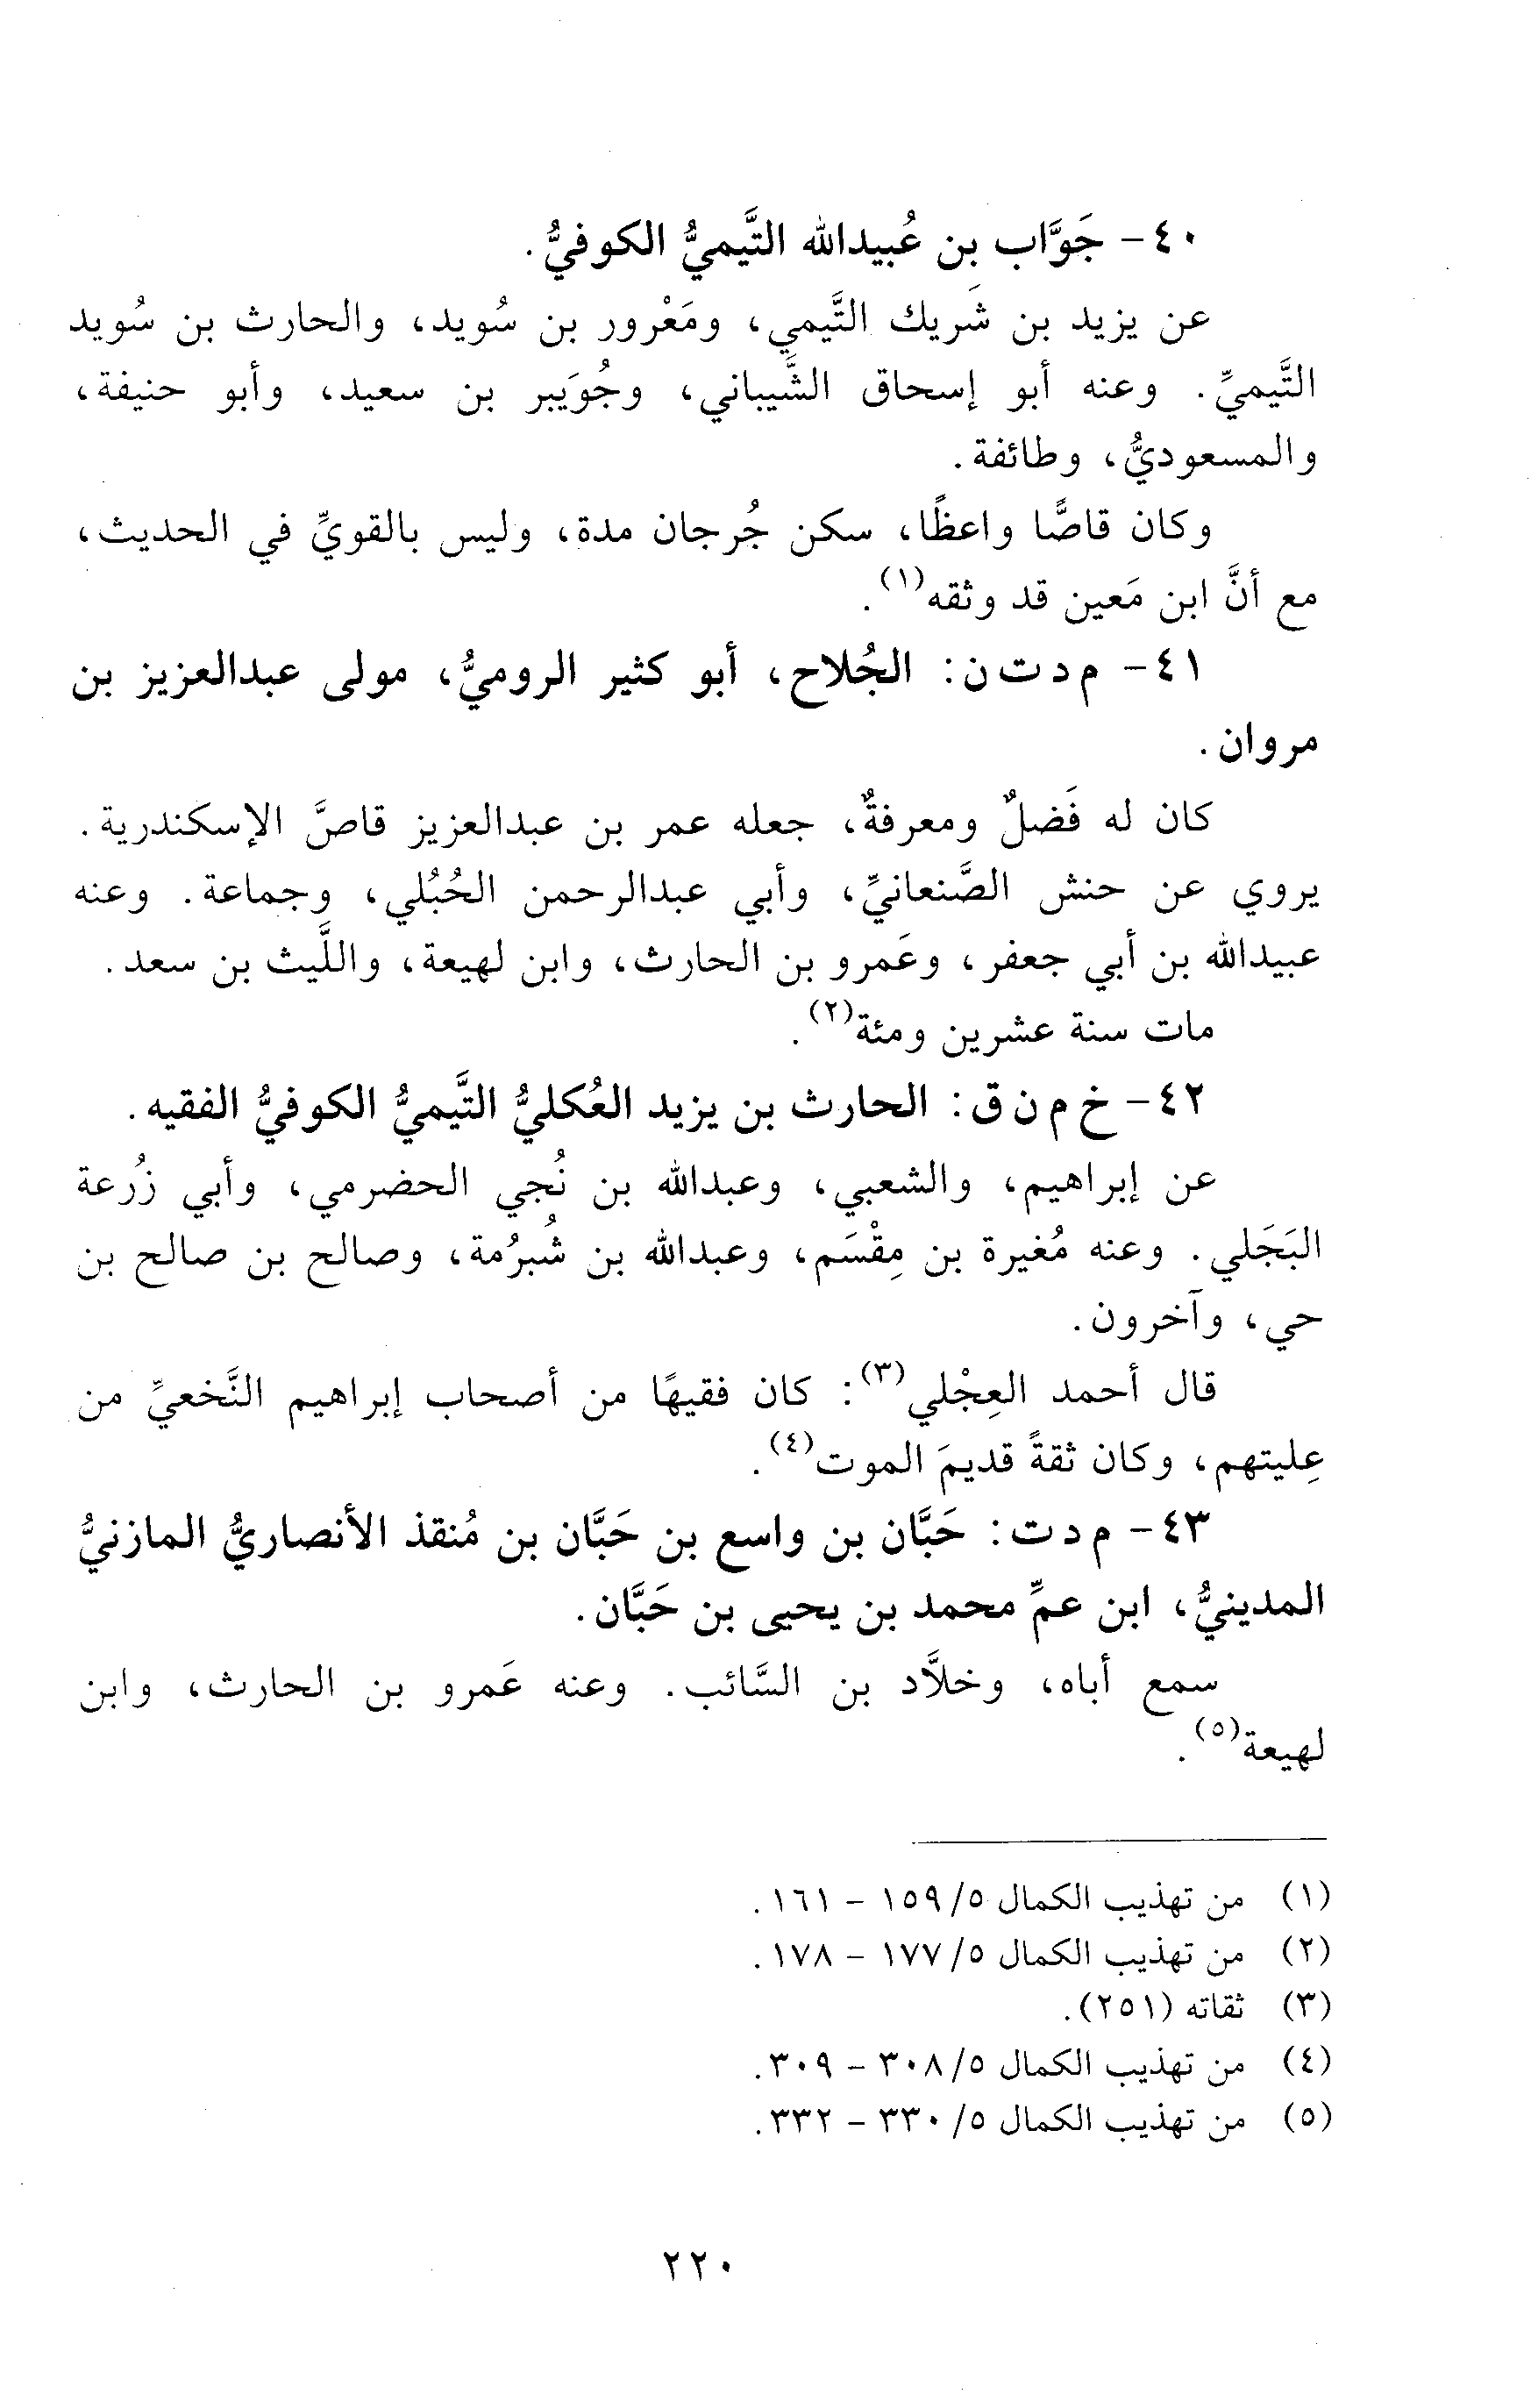 ٤٠- جَوَّاب بن عُبيدالله التَّيميُّ الكوفيُّ.
عن يزيد بن شَريك التَّيمي، ومَعْرور بن سُويد، والحارث بن سُويد
التَّيميِّ. وعنه أبو إسحاق الشَّيباني، وجُوَيبر بن سعيد، وأبو حنيفة،
والمسعوديُّ، وطائفة.
وكان قاصًّا واعظًا، سكن جُرجان مدة، وليس بالقويِّ في الحديث،
مع أنَّ ابن مَعين قد وثقه(١).
٤١- م د ت ن: الجُلاح، أبو كثير الروميُّ، مولى عبدالعزيز بن
مروان.
كان له فَضلٌ ومعرفةٌ، جعله عمر بن عبدالعزيز قاصَّ الإسكندرية.
يروي عن حنش الصَّنعانيِّ، وأبي عبدالرحمن الحُبُلي، وجماعة. وعنه
عبيدالله بن أبي جعفر، وعَمرو بن الحارث، وابن لهيعة، واللَّيث بن سعد.
مات سنة عشرين ومئة(٢).
٤٢- خ م ن ق: الحارث بن يزيد العُكليُّ التَّيميُّ الكوفيُّ الفقيه.
عن إبراهيم، والشعبي، وعبدالله بن نُجي الحضرمي، وأبي زُرعة
البَجَلي. وعنه مُغيرة بن مِقْسَم، وعبدالله بن شُبرُمة، وصالح بن صالح بن
حي، وآخرون.
قال أحمد العِجْلي(٣): كان فقيهًا من أصحاب إبراهيم النَّخعيِّ من
عِليتهم، وكان ثقةً قديمَ الموت(٤).
٤٣- م د ت: حَبَّان بن واسع بن حَبَّان بن مُنقذ الأنصاريُّ المازنيُّ
المدينيُّ، ابن عمِّ محمد بن يحيى بن حَبَّان.
سمع أباه، وخلاَّد بن السَّائب. وعنه عَمرو بن الحارث، وابن
لهيعة(٥).
(١) من تهذيب الكمال ٥/ ١٥٩ - ١٦١.
(٢) من تهذيب الكمال ٥/ ١٧٧ - ١٧٨.
(٣) ثقاته (٢٥١).
(٤) من تهذيب الكمال ٥/ ٣٠٨ - ٣٠٩.
(٥) من تهذيب الكمال ٥/ ٣٣٠ - ٣٣٢.
٢٢٠